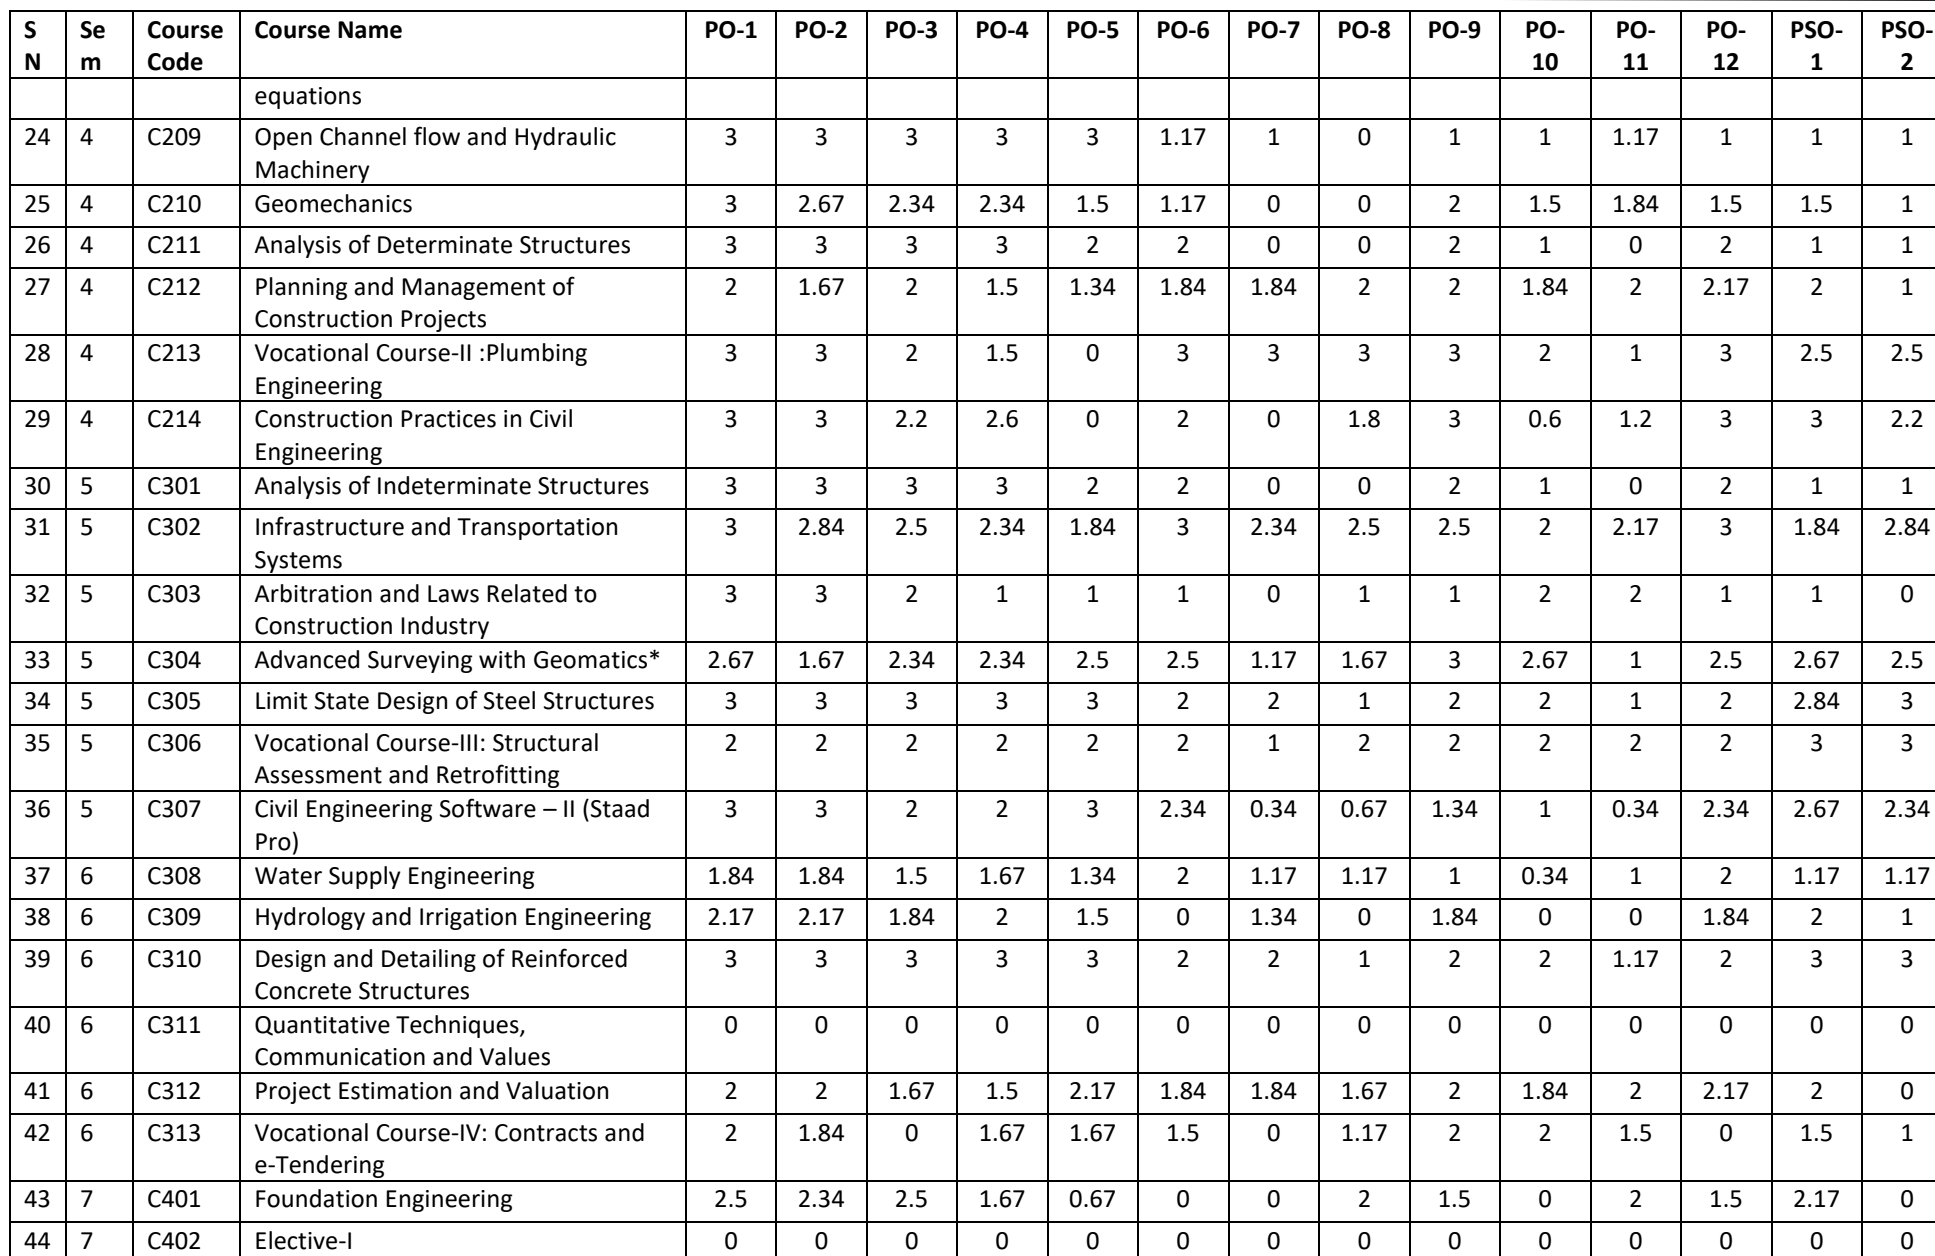 S Se Course Course Name PO-1 PO-2 PO-3 PO-4 PO-5 PO-6 PO-7 PO-8 PO-9 PO- PO- PO- PSO- PSO-
N m Code 10 11 12 1 2
equations
24 4 C209 Open Channel flow and Hydraulic 3 3 3 3 3 1.17 1 0 1 1 1.17 1 1 1
Machinery
25 4 C210 Geomechanics 3 2.67 2.34 2.34 1.5 1.17 0 0 2 1.5 1.84 1.5 1.5 1
26 4 C211 Analysis of Determinate Structures 3 3 3 3 2 2 0 0 2 1 0 2 1 1
27 4 C212 Planning and Management of 2 1.67 2 1.5 1.34 1.84 1.84 2 2 1.84 2 2.17 2 1
Construction Projects
28 4 C213 Vocational Course-II :Plumbing 3 3 2 1.5 0 3 3 3 3 2 1 3 2.5 2.5
Engineering
29 4 C214 Construction Practices in Civil 3 3 2.2 2.6 0 2 0 1.8 3 0.6 1.2 3 3 2.2
Engineering
30 5 C301 Analysis of Indeterminate Structures 3 3 3 3 2 2 0 0 2 1 0 2 1 1
31 5 C302 Infrastructure and Transportation 3 2.84 2.5 2.34 1.84 3 2.34 2.5 2.5 2 2.17 3 1.84 2.84
Systems
32 5 C303 Arbitration and Laws Related to 3 3 2 1 1 1 0 1 1 2 2 1 1 0
Construction Industry
33 5 C304 Advanced Surveying with Geomatics* 2.67 1.67 2.34 2.34 2.5 2.5 1.17 1.67 3 2.67 1 2.5 2.67 2.5
34 5 C305 Limit State Design of Steel Structures 3 3 3 3 3 2 2 1 2 2 1 2 2.84 3
35 5 C306 Vocational Course-III: Structural 2 2 2 2 2 2 1 2 2 2 2 2 3 3
Assessment and Retrofitting
36 5 C307 Civil Engineering Software – II (Staad 3 3 2 2 3 2.34 0.34 0.67 1.34 1 0.34 2.34 2.67 2.34
Pro)
37 6 C308 Water Supply Engineering 1.84 1.84 1.5 1.67 1.34 2 1.17 1.17 1 0.34 1 2 1.17 1.17
38 6 C309 Hydrology and Irrigation Engineering 2.17 2.17 1.84 2 1.5 0 1.34 0 1.84 0 0 1.84 2 1
39 6 C310 Design and Detailing of Reinforced 3 3 3 3 3 2 2 1 2 2 1.17 2 3 3
Concrete Structures
40 6 C311 Quantitative Techniques, 0 0 0 0 0 0 0 0 0 0 0 0 0 0
Communication and Values
41 6 C312 Project Estimation and Valuation 2 2 1.67 1.5 2.17 1.84 1.84 1.67 2 1.84 2 2.17 2 0
42 6 C313 Vocational Course-IV: Contracts and 2 1.84 0 1.67 1.67 1.5 0 1.17 2 2 1.5 0 1.5 1
e-Tendering
43 7 C401 Foundation Engineering 2.5 2.34 2.5 1.67 0.67 0 0 2 1.5 0 2 1.5 2.17 0
44 7 C402 Elective-I 0 0 0 0 0 0 0 0 0 0 0 0 0 0